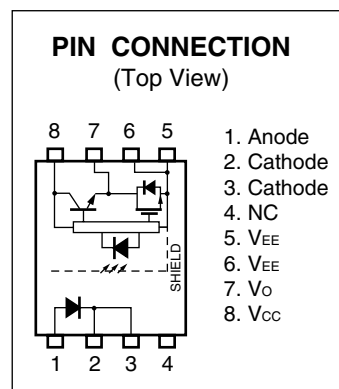 PIN CONNECTION
(Top View)
8 7 6 5
SHIELD
1 2 3 4
1. Anode
2. Cathode
3. Cathode
4. NC
5. VEE
6. VEE
7. VO
8. VCC